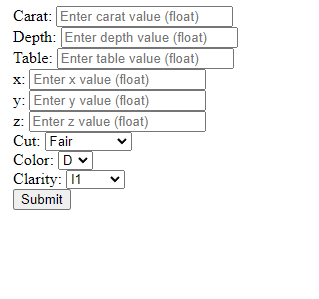 Carat: Enter carat value (float)
Depth: Enter depth value (float)
Table: Enter table value (float)
x: Enter x value (float)
y: Enter y value (float)
z: Enter z value (float)
Cut: Fair
Color: D
Clarity: I1
Submit